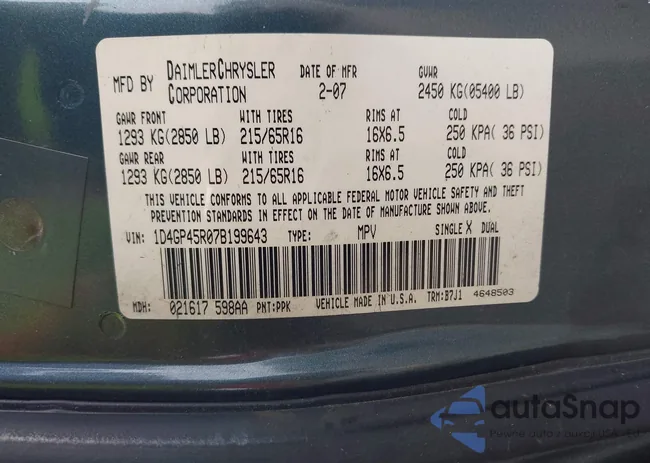 MFD BY DAIMLERCHRYSLER CORPORATION DATE OF MFR 2-07 GVWR 2450 KG(05400 LB)
GAWR FRONT WITH TIRES RIMS AT COLD
1293 KG(2850 LB) 215/65R16 16X6.5 250 KPA( 36 PSI)
GAWR REAR WITH TIRES RIMS AT COLD
1293 KG(2850 LB) 215/65R16 16X6.5 250 KPA( 36 PSI)
THIS VEHICLE CONFORMS TO ALL APPLICABLE FEDERAL MOTOR VEHICLE SAFETY AND THEFT
PREVENTION STANDARDS IN EFFECT ON THE DATE OF MANUFACTURE SHOWN ABOVE.
VIN: 1D4GP45R07B199643 TYPE: MPV SINGLE X DUAL
MDH: 021617 598AA PNT:PPK VEHICLE MADE IN U.S.A. TRM:B7J1 4648503
autaSnap
Pewne auto z aukcji USA